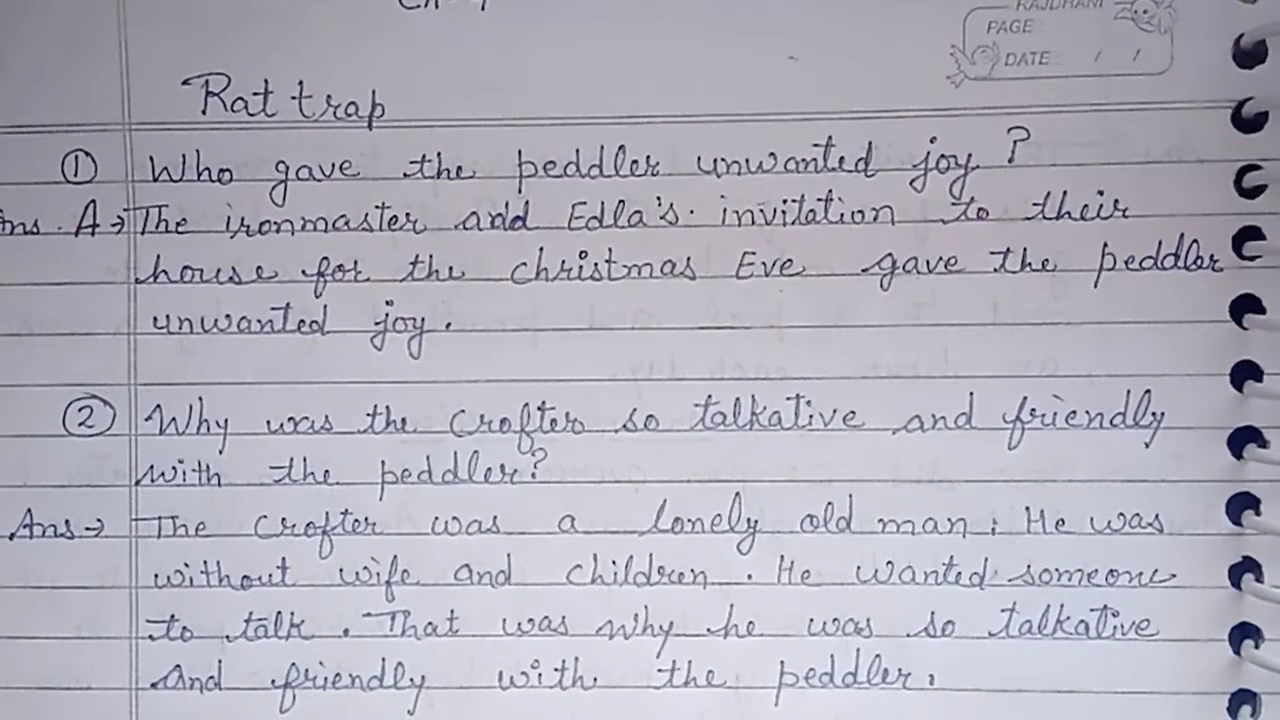 RAJDHANI
PAGE:
DATE: / /
Rat trap
① Who gave the peddler unwanted joy?
Ans. A→ The ironmaster and Edla's. invitation to their
house for the christmas Eve gave the peddler
unwanted joy.
② Why was the Crofter so talkative and friendly
with the peddler?
Ans→ The Crofter was a lonely old man. He was
without wife and children. He wanted someone
to talk. That was why he was so talkative
and friendly with the peddler.